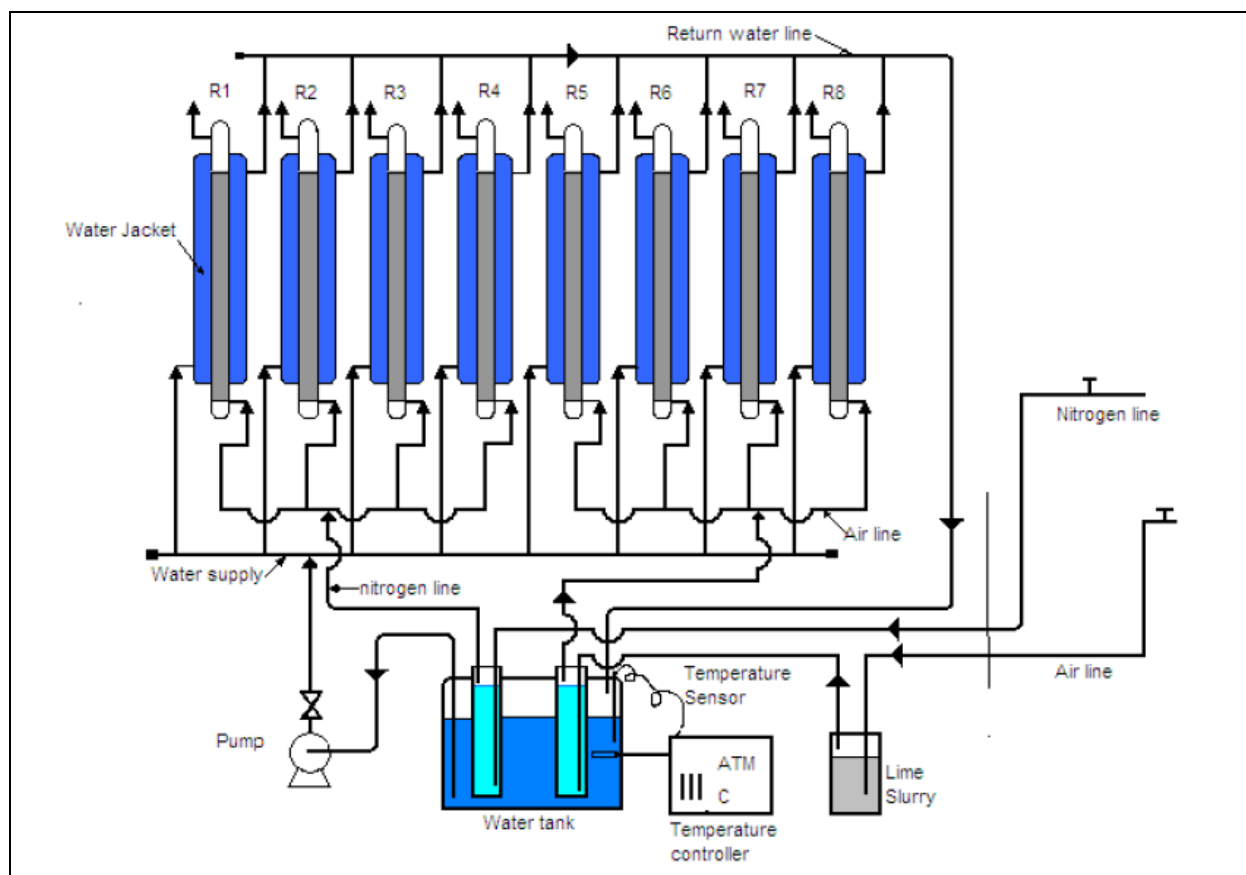 Return water line
R1
R2
R3
R4
R5
R6
R7
R8
Water Jacket
Nitrogen line
Air line
Water supply
nitrogen line
Temperature
Sensor
Air line
Pump
ATM
C
Lime
Slurry
Water tank
Temperature
controller